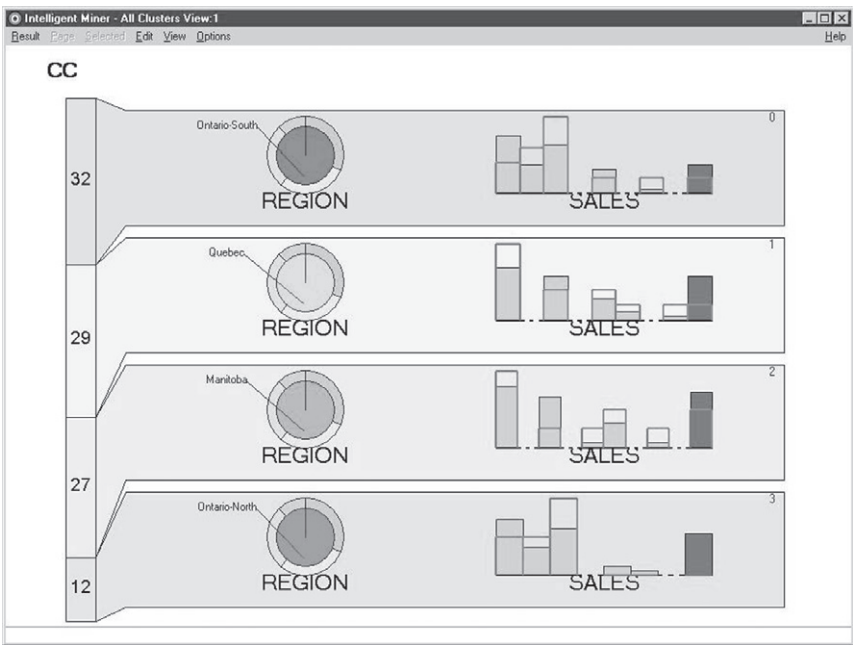 Intelligent Miner - All Clusters View:1
Result Page Selected Edit View Options Help
CC
32
Ontario-South
REGION
SALES
0
29
Quebec
REGION
SALES
1
27
Manitoba
REGION
SALES
2
12
Ontario-North
REGION
SALES
3